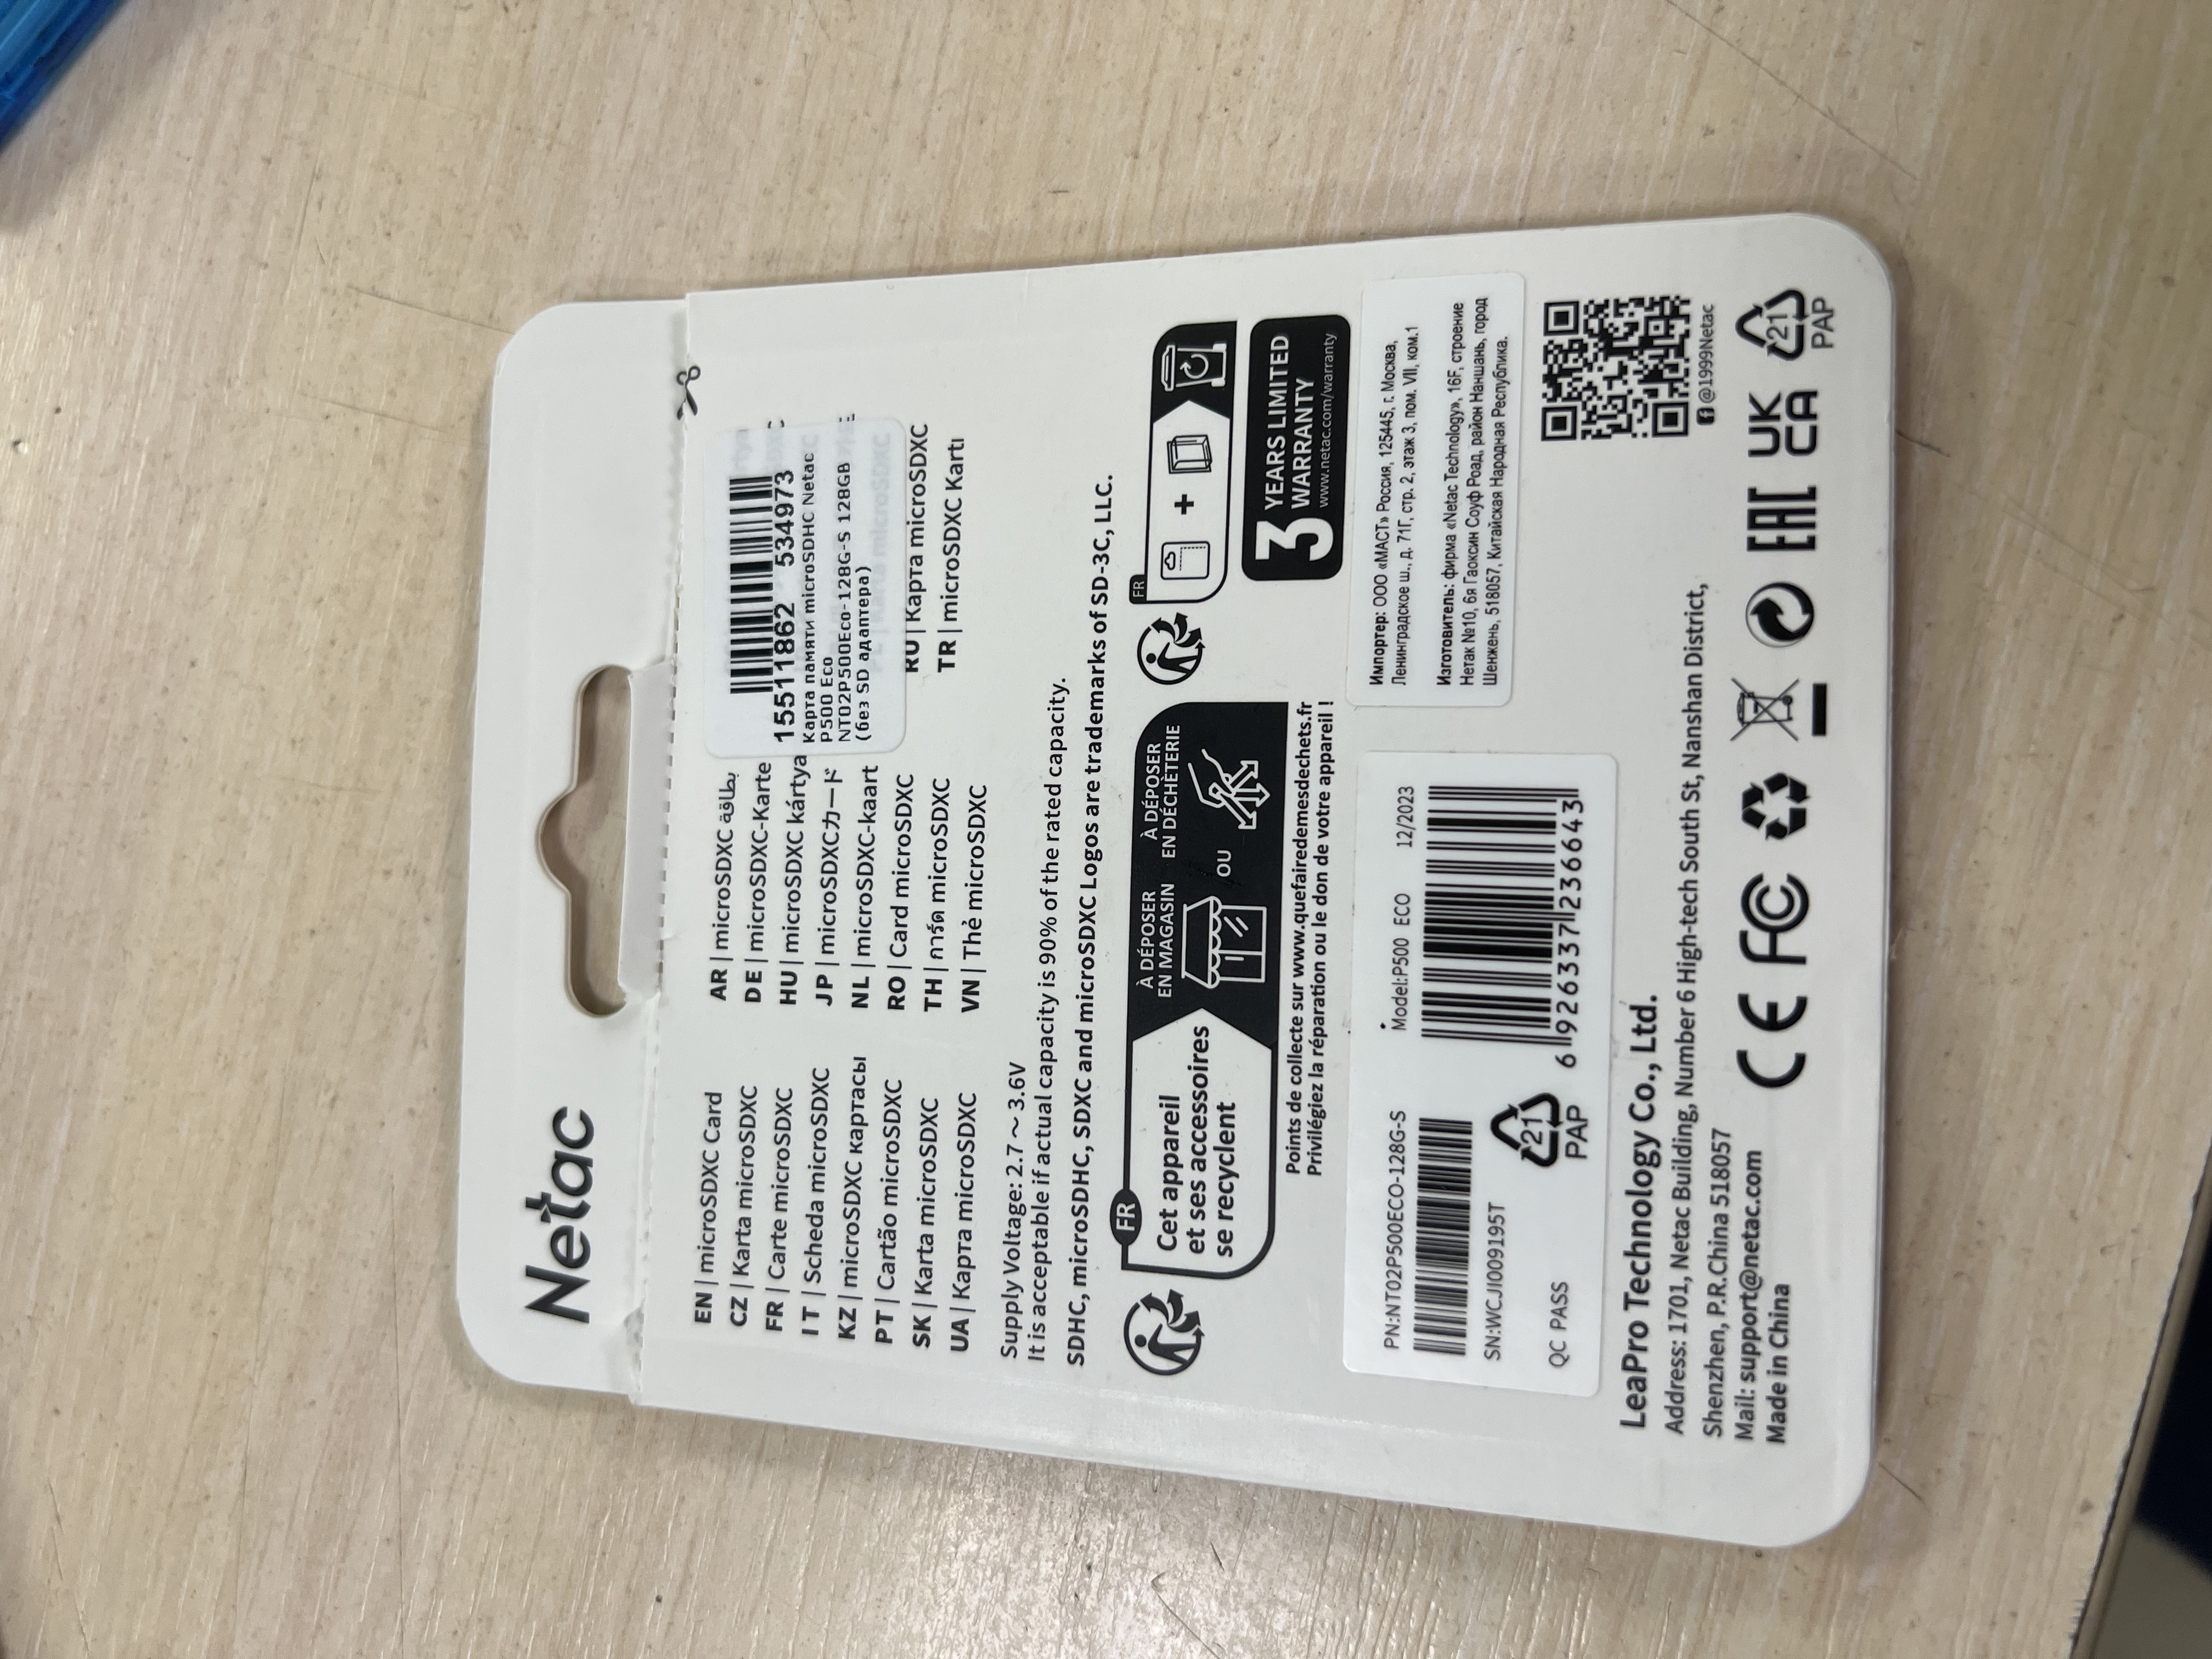 Netac
EN | microSDXC Card
CZ | Karta microSDXC
FR | Carte microSDXC
IT | Scheda microSDXC
KZ | microSDXC картасы
PT | Cartão microSDXC
SK | Karta microSDXC
UA | Карта microSDXC
AR | microSDXC بطاقة
DE | microSDXC-Karte
HU | microSDXC kártya
JP | microSDXCカード
NL | microSDXC-kaart
RO | Card microSDXC
TH | การ์ด microSDXC
VN | Thẻ microSDXC
15511862 534973
Карта памяти microSDHC Netac
P500 Eco
NT02P500Eco-128G-S 128GB
(без SD адаптера)
RU | Карта microSDXC
TR | microSDXC Kartı
Supply Voltage: 2.7 ~ 3.6V
It is acceptable if actual capacity is 90% of the rated capacity.
SDHC, microSDHC, SDXC and microSDXC Logos are trademarks of SD-3C, LLC.
FR
Cet appareil
et ses accessoires
se recyclent
À DÉPOSER
EN MAGASIN
OU
À DÉPOSER
EN DÉCHÈTERIE
Points de collecte sur www.quefairedemesdechets.fr
Privilégiez la réparation ou le don de votre appareil !
FR
+
3 YEARS LIMITED
WARRANTY
www.netac.com/warranty
PN:NT02P500ECO-128G-S
SN:WCJI009195T
QC PASS
21
PAP
Model:P500 ECO 12/2023
6 926337 236643
Импортер: ООО «МАСТ» Россия, 125445, г. Москва,
Ленинградское ш., д. 71Г, стр. 2, этаж 3, пом. VII, ком.1
Изготовитель: фирма «Netac Technology», 16F, строение
Нетак №10, 6я Гаоксин Соуф Роад, район Наншань, город
Шенжень, 518057, Китайская Народная Республика.
LeaPro Technology Co., Ltd.
Address: 1701, Netac Building, Number 6 High-tech South St, Nanshan District,
Shenzhen, P.R.China 518057
Mail: support@netac.com
Made in China
@1999Netac
CE FC EAC UK
CA
21
PAP